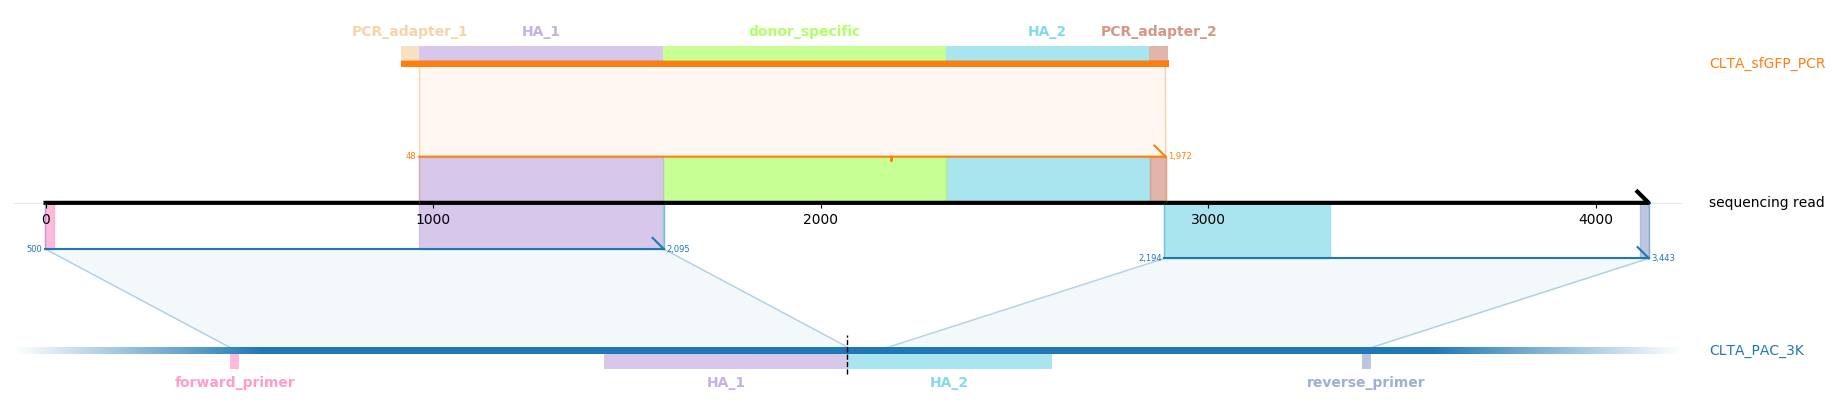 PCR_adapter_1 HA_1 donor_specific HA_2 PCR_adapter_2
CLTA_sfGFP_PCR
48 1,972
sequencing read
0 1000 2000 3000 4000
500 2,095
2,194 3,443
CLTA_PAC_3K
forward_primer HA_1 HA_2 reverse_primer